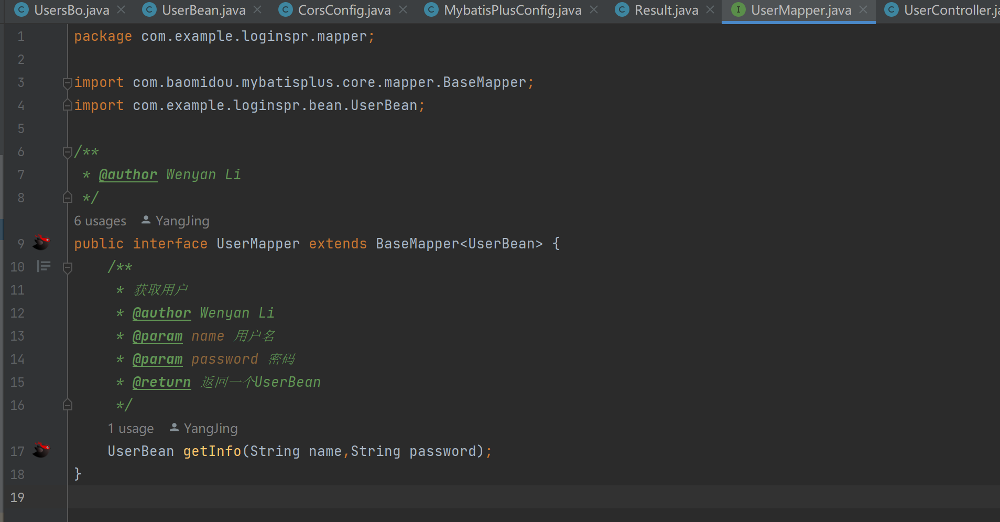 UsersBo.java UserBean.java CorsConfig.java MybatisPlusConfig.java Result.java UserMapper.java UserController.ja
1 package com.example.loginspr.mapper;
2
3 import com.baomidou.mybatisplus.core.mapper.BaseMapper;
4 import com.example.loginspr.bean.UserBean;
5
6 /**
7  * @author Wenyan Li
8  */
6 usages YangJing
9 public interface UserMapper extends BaseMapper<UserBean> {
10     /**
11      * 获取用户
12      * @author Wenyan Li
13      * @param name 用户名
14      * @param password 密码
15      * @return 返回一个UserBean
16      */
1 usage YangJing
17     UserBean getInfo(String name,String password);
18 }
19